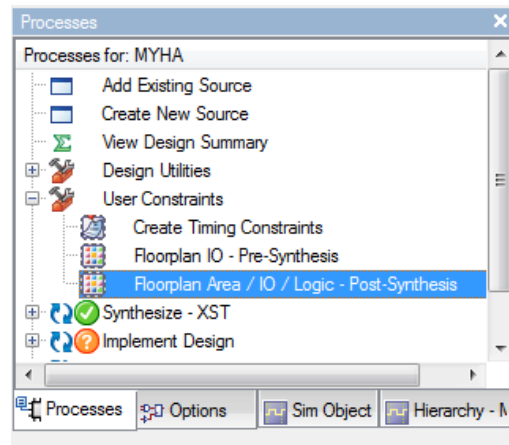 Processes
Processes for: MYHA
Add Existing Source
Create New Source
View Design Summary
Design Utilities
User Constraints
Create Timing Constraints
Floorplan IO - Pre-Synthesis
Floorplan Area / IO / Logic - Post-Synthesis
Synthesize - XST
Implement Design
Processes Options Sim Object Hierarchy -